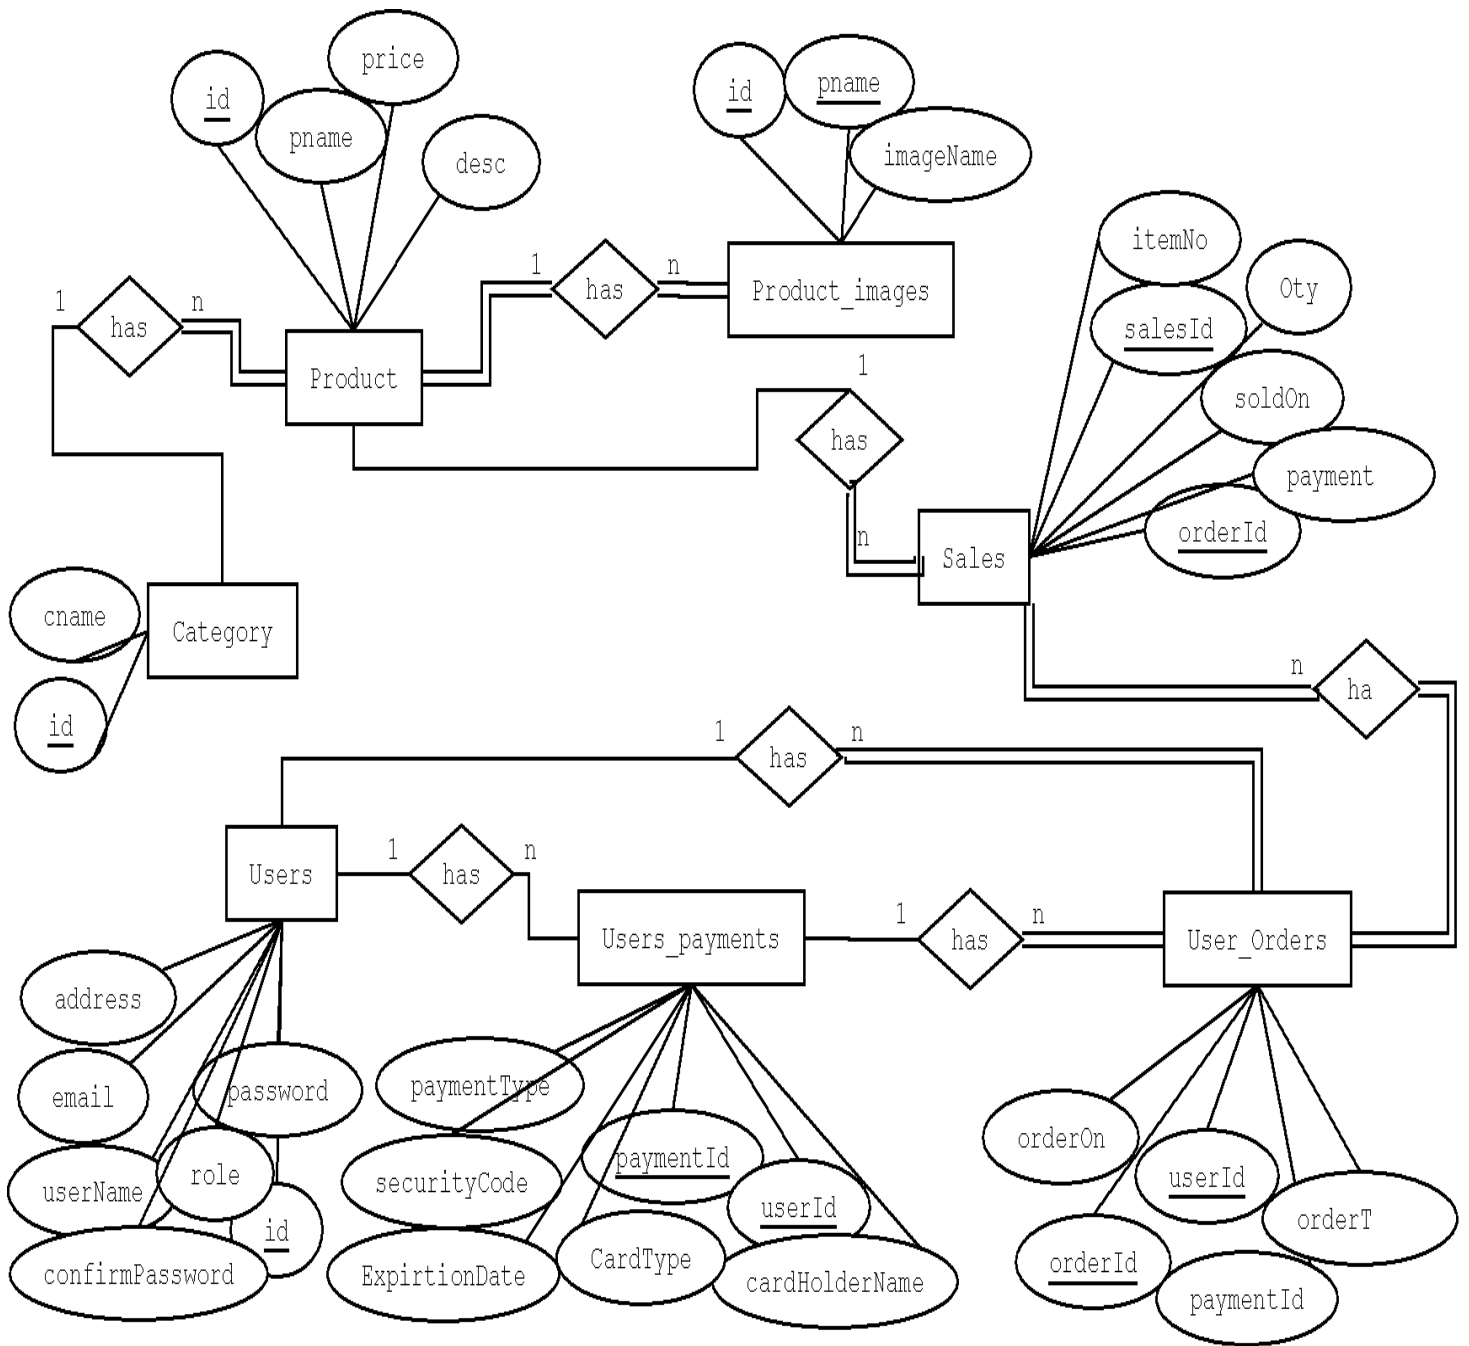 price
id
pname
desc
id
pname
imageName
itemNo
Oty
salesId
soldOn
payment
orderId
1
has
n
Product
1
has
n
Product_images
1
has
n
Sales
cname
Category
id
n
ha
1
has
n
Users
1
has
n
Users_payments
1
has
n
User_Orders
address
email
password
userName
role
id
confirmPassword
paymentType
securityCode
paymentId
userId
ExpirtionDate
CardType
cardHolderName
orderOn
userId
orderT
orderId
paymentId